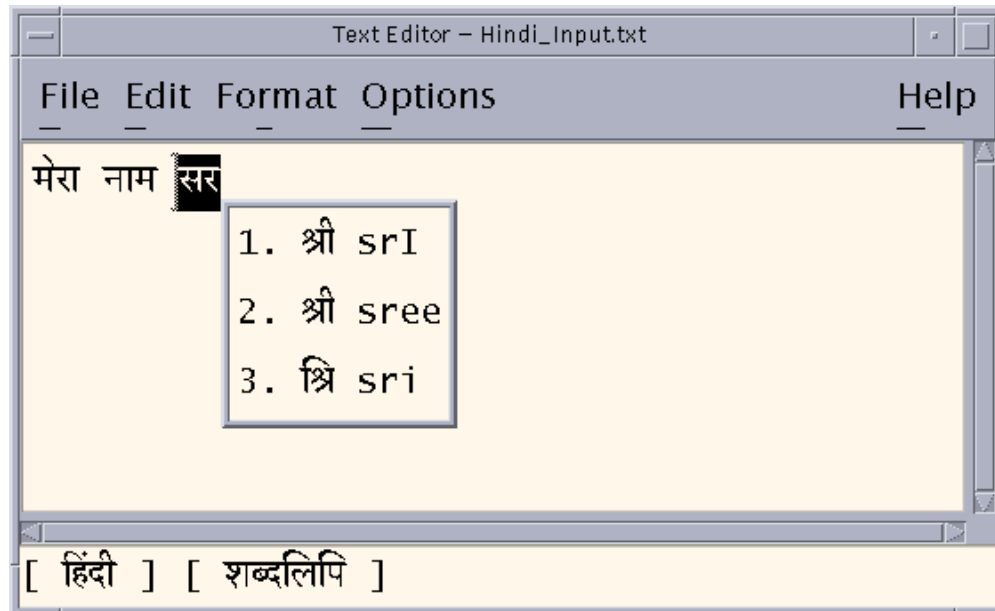 Text Editor – Hindi_Input.txt
File Edit Format Options Help
मेरा नाम सर
1. श्री srI
2. श्री sree
3. श्रि sri
[ हिंदी ] [ शब्दलिपि ]